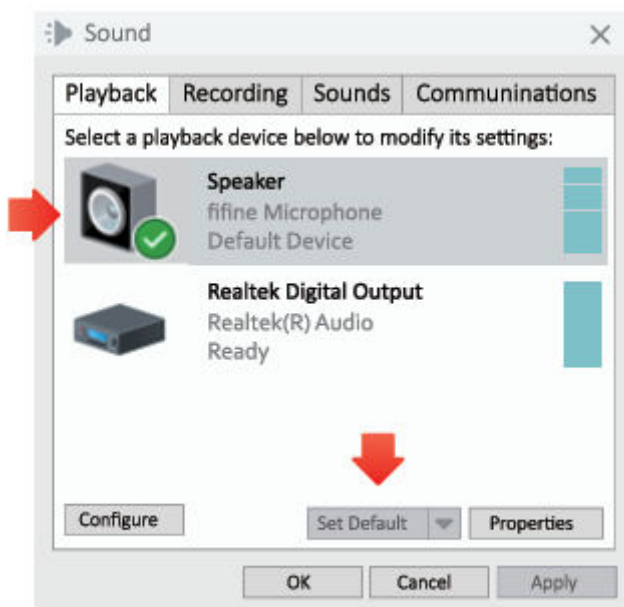 Sound
Playback Recording Sounds Communinations
Select a playback device below to modify its settings:
Speaker
fifine Microphone
Default Device
Realtek Digital Output
Realtek(R) Audio
Ready
Configure Set Default Properties
OK Cancel Apply